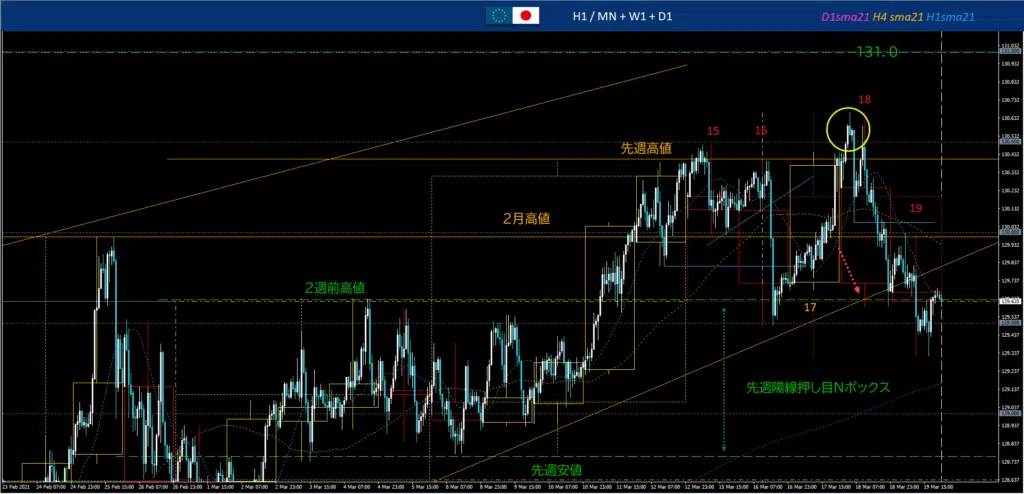 H1 / MN + W1 + D1
D1sma21 H4 sma21 H1sma21
131.0
131.032
130.932
130.832
130.732
130.632
130.532
130.432
130.332
130.232
130.132
130.032
129.937
129.837
129.737
129.632
129.537
129.437
129.337
129.237
129.137
129.037
128.937
128.837
128.737
128.637
18
15
16
先週高値
19
2月高値
2週前高値
17
先週陽線押し目Nボックス
先週安値
23 Feb 2021
24 Feb 07:00
24 Feb 23:00
25 Feb 15:00
26 Feb 07:00
26 Feb 23:00
1 Mar 15:00
2 Mar 07:00
2 Mar 23:00
3 Mar 15:00
4 Mar 07:00
4 Mar 23:00
5 Mar 15:00
8 Mar 07:00
8 Mar 23:00
9 Mar 15:00
10 Mar 07:00
10 Mar 23:00
11 Mar 15:00
12 Mar 07:00
12 Mar 23:00
15 Mar 15:00
16 Mar 07:00
16 Mar 23:00
17 Mar 15:00
18 Mar 07:00
18 Mar 23:00
19 Mar 15:00